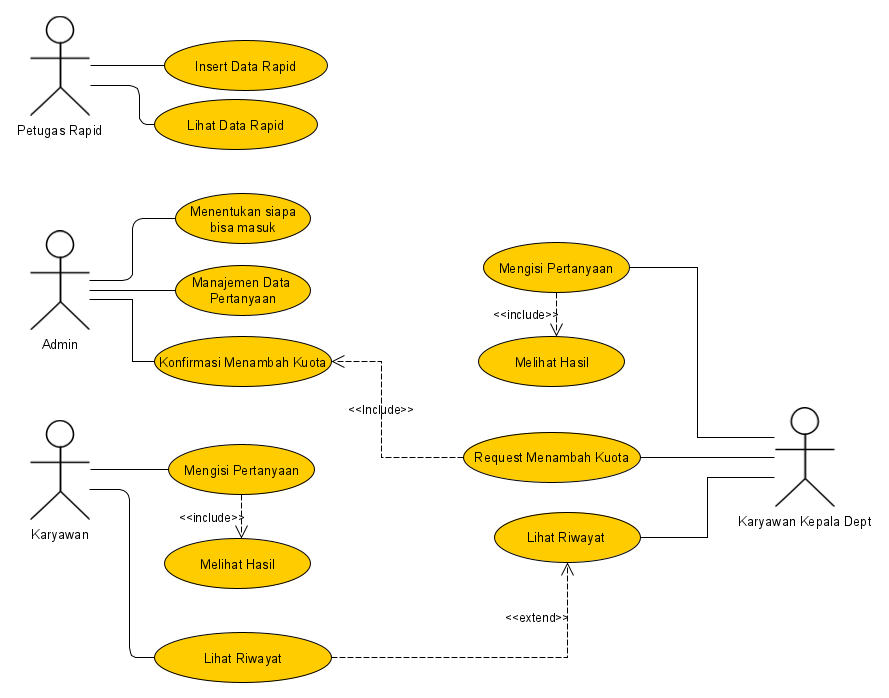 Insert Data Rapid
Lihat Data Rapid
Petugas Rapid
Menentukan siapa
bisa masuk
Manajemen Data
Pertanyaan
Konfirmasi Menambah Kuota
Admin
Mengisi Pertanyaan
<<include>>
Melihat Hasil
<<Include>>
Request Menambah Kuota
Lihat Riwayat
Karyawan Kepala Dept
Mengisi Pertanyaan
<<include>>
Melihat Hasil
Karyawan
<<extend>>
Lihat Riwayat